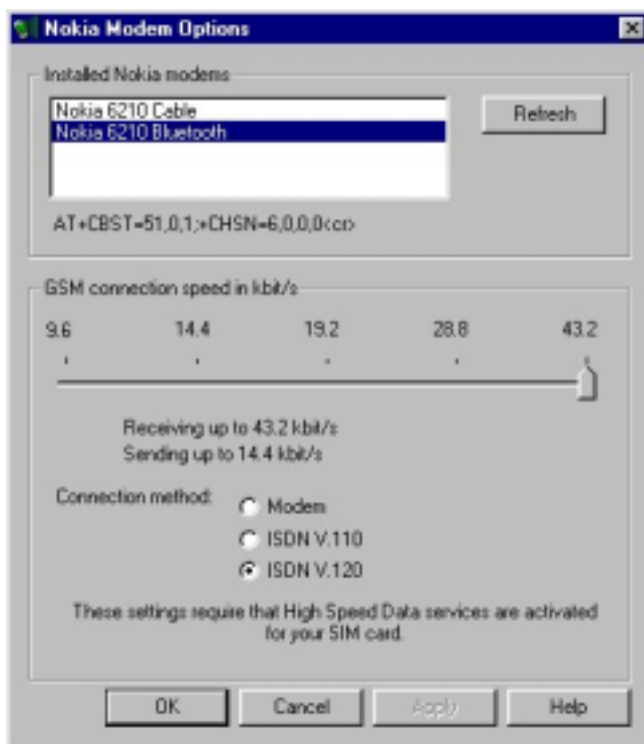 Nokia Modem Options
Installed Nokia modems
Nokia 6210 Cable
Nokia 6210 Bluetooth
Refresh
AT+CBST=51,0,1;+CHSN=6,0,0,0<cr>
GSM connection speed in kbit/s
9.6 14.4 19.2 28.8 43.2
Receiving up to 43.2 kbit/s
Sending up to 14.4 kbit/s
Connection method:
Modem
ISDN V.110
ISDN V.120
These settings require that High Speed Data services are activated
for your SIM card.
OK Cancel Apply Help